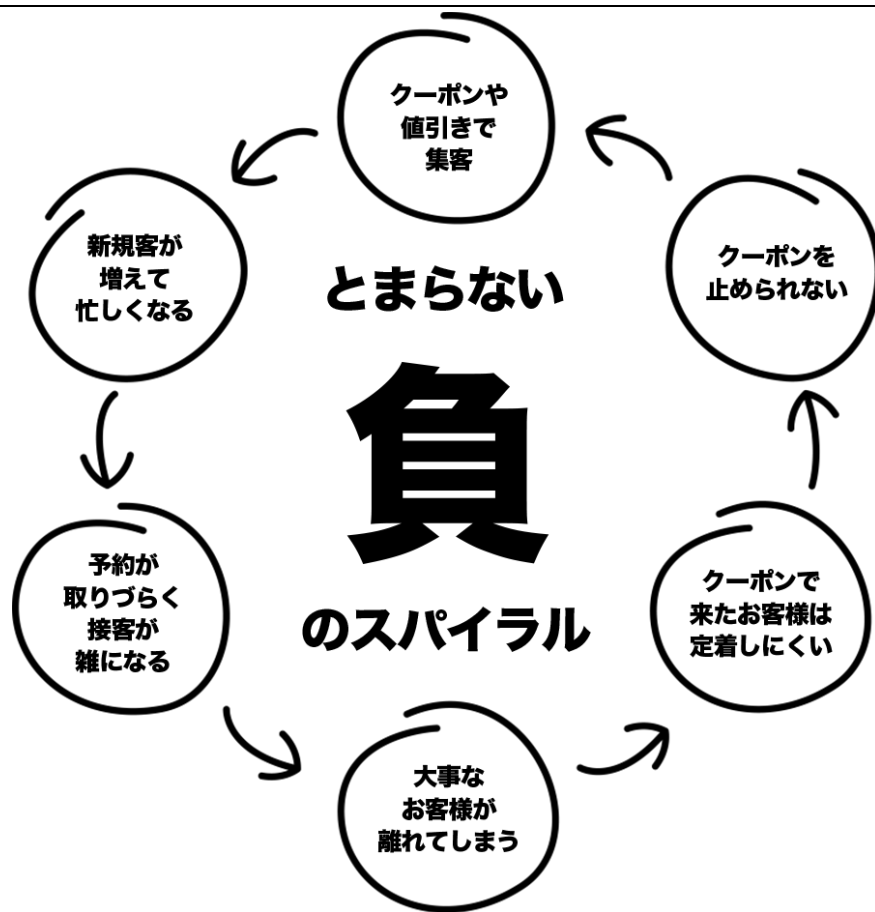 クーポンや
値引きで
集客
新規客が
増えて
忙しくなる
予約が
取りづらく
接客が
雑になる
大事な
お客様が
離れてしまう
クーポンで
来たお客様は
定着しにくい
クーポンを
止められない
とまらない
負
のスパイラル